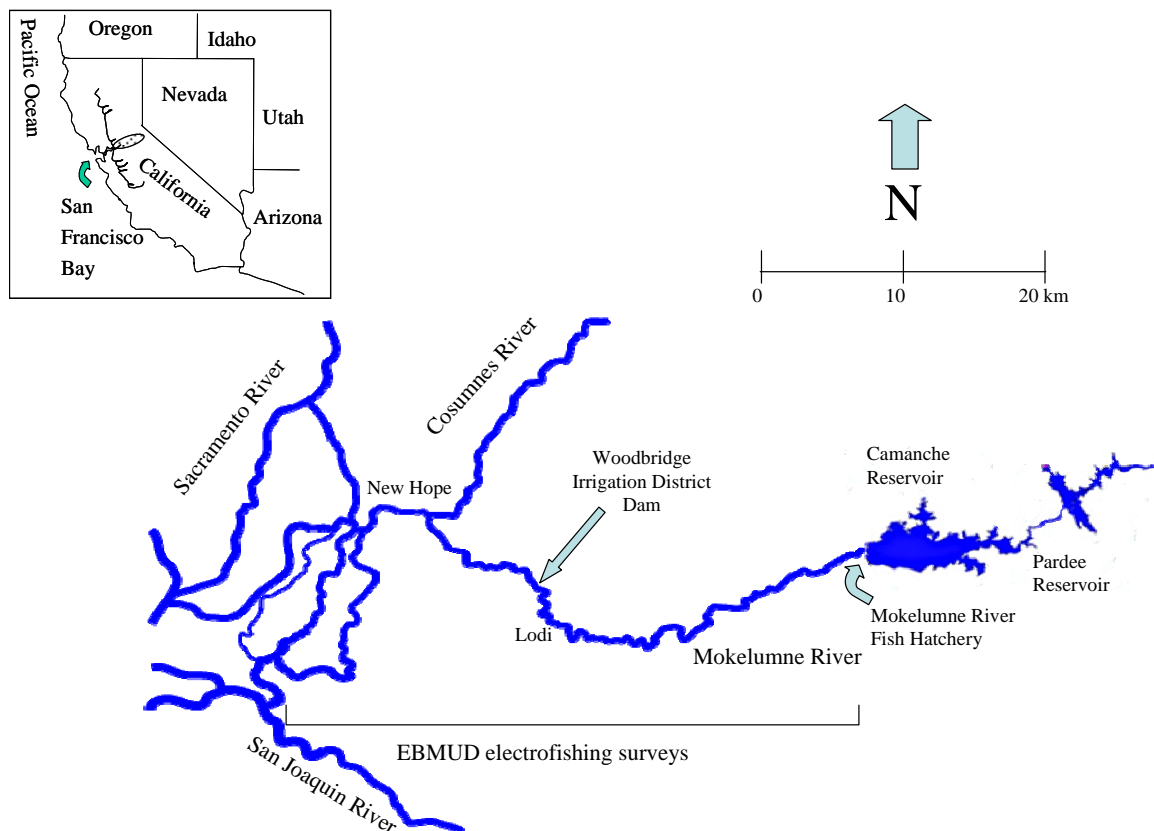 Pacific Ocean
Oregon
Idaho
Nevada
Utah
California
San
Francisco
Bay
Arizona
N
0
10
20 km
Sacramento River
Cosumnes River
New Hope
Woodbridge
Irrigation District
Dam
Camanche
Reservoir
Pardee
Reservoir
Lodi
Mokelumne River
Fish Hatchery
Mokelumne River
EBMUD electrofishing surveys
San Joaquin River